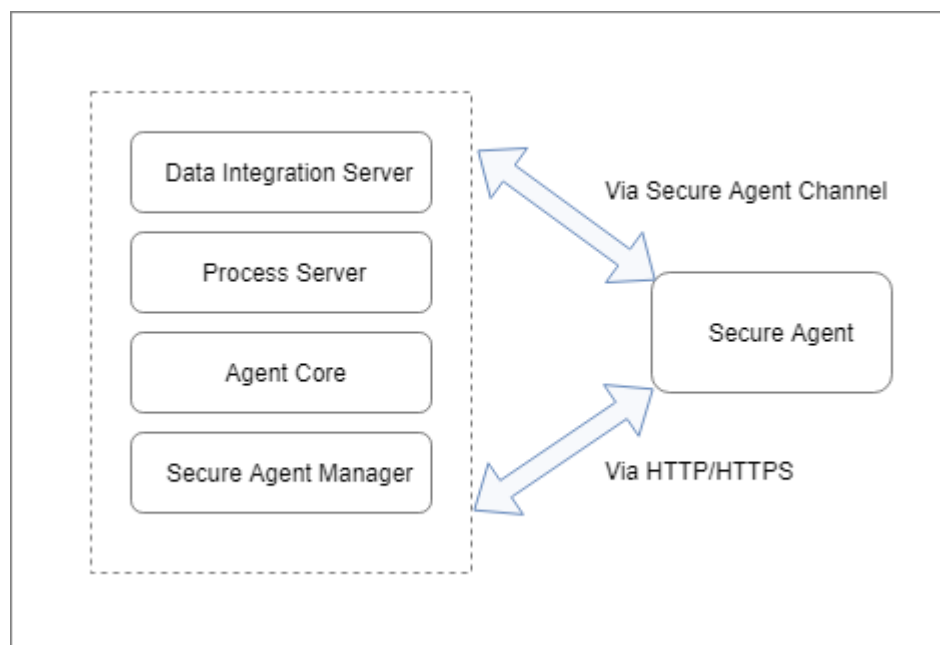 Data Integration Server
Via Secure Agent Channel
Process Server
Secure Agent
Agent Core
Via HTTP/HTTPS
Secure Agent Manager